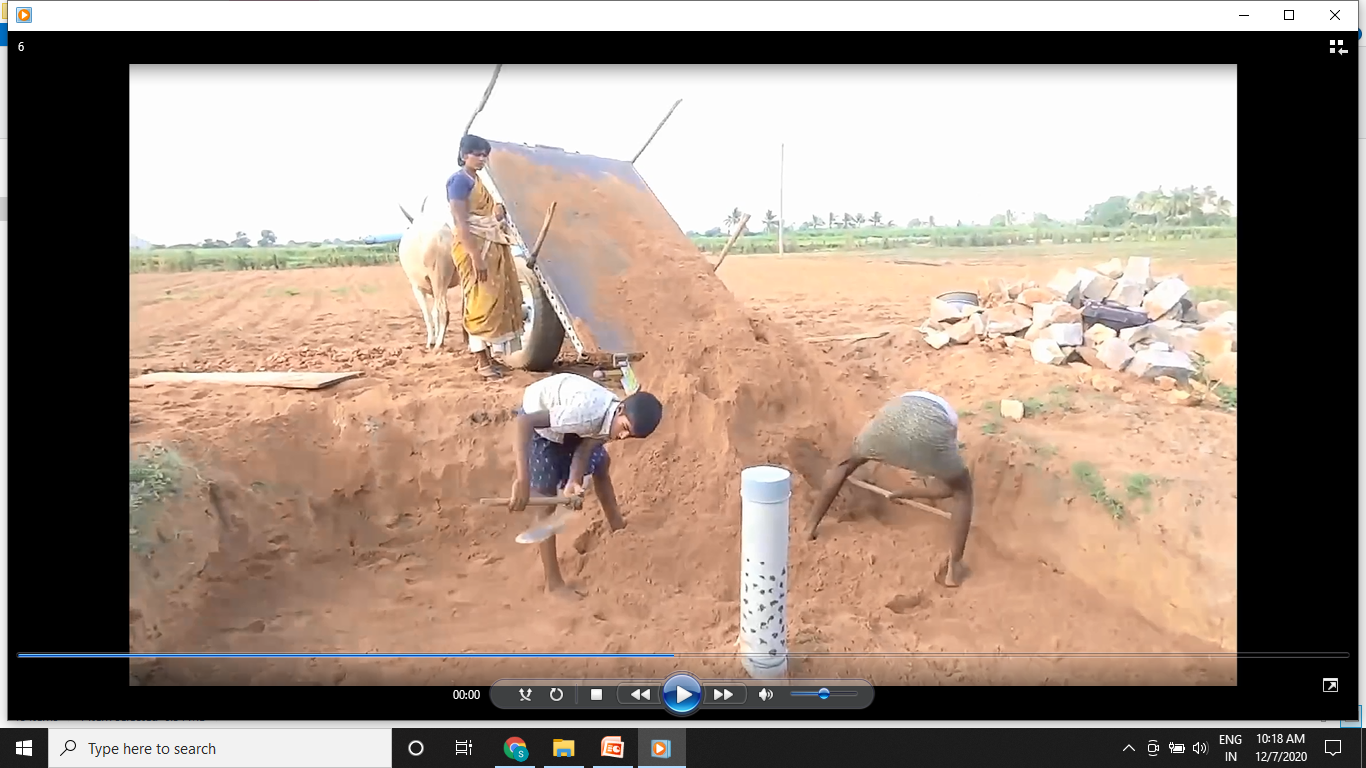 6
00:00
Type here to search
ENG
IN
10:18 AM
12/7/2020